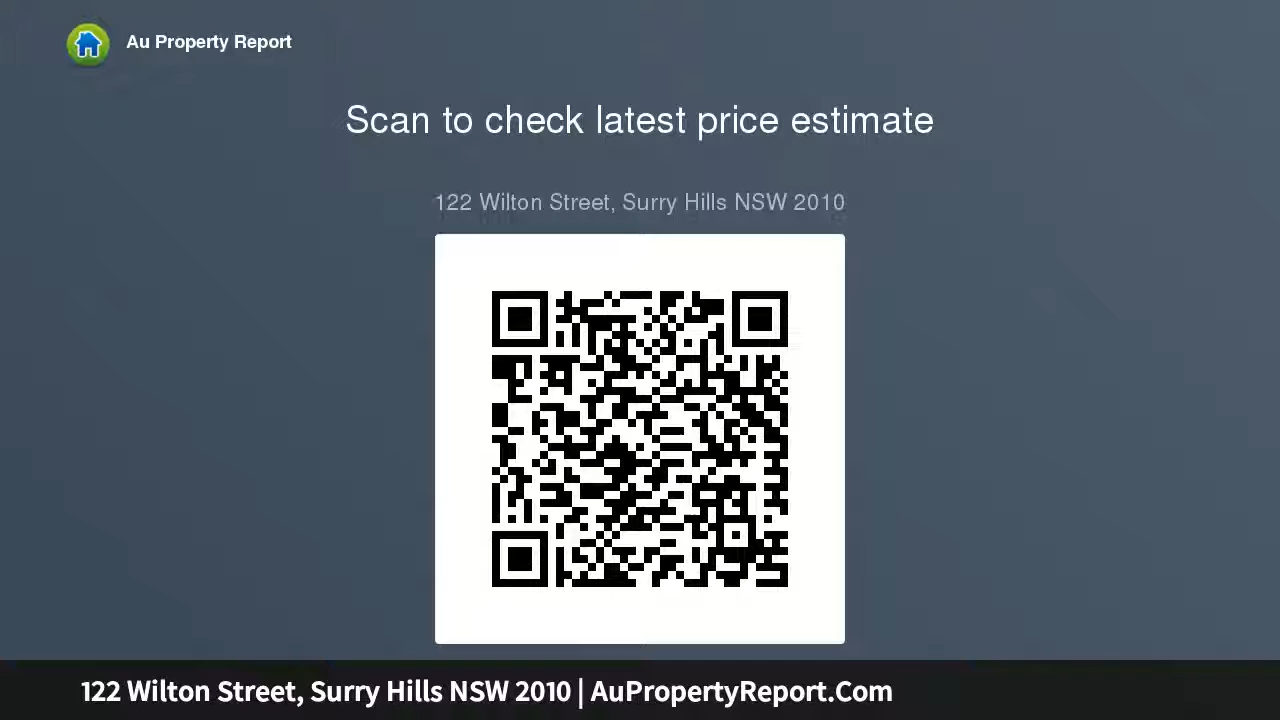 Au Property Report
Scan to check latest price estimate
122 Wilton Street, Surry Hills NSW 2010
122 Wilton Street, Surry Hills NSW 2010 | AuPropertyReport.Com